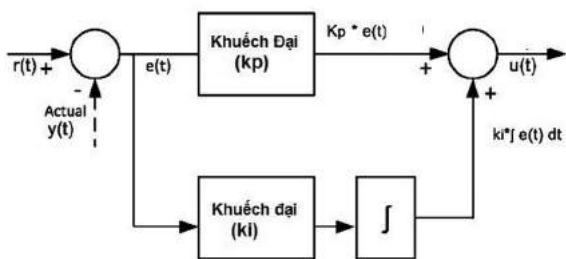 Khuếch Đại
(kp)
Kp * e(t)
r(t) +
-
e(t)
+
u(t)
Actual
y(t)
+
ki*∫ e(t) dt
Khuếch đại
(ki)
∫